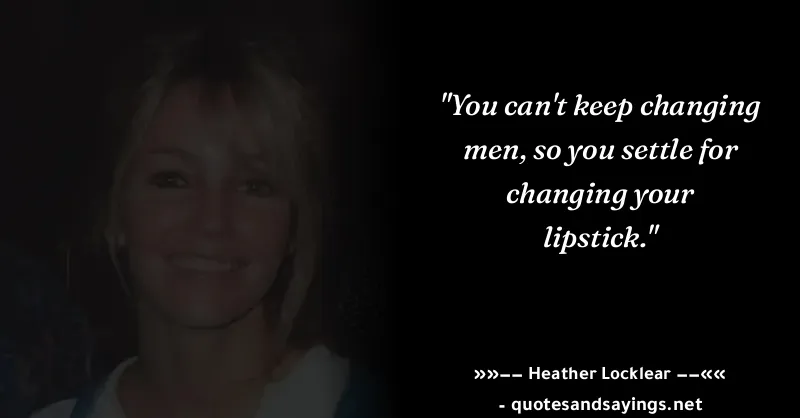 "You can't keep changing
men, so you settle for
changing your
lipstick."
»»–– Heather Locklear ––««
- quotesandsayings.net